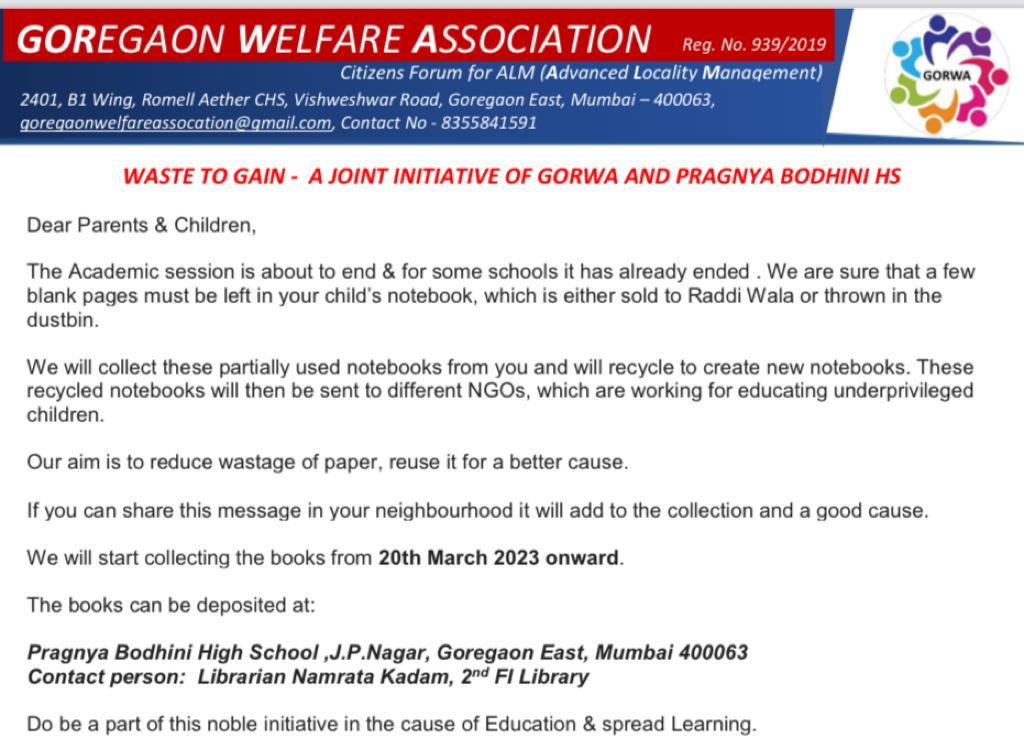 GOREGAON WELFARE ASSOCIATION Reg. No. 939/2019
Citizens Forum for ALM (Advanced Locality Management)
2401, B1 Wing, Romell Aether CHS, Vishweshwar Road, Goregaon East, Mumbai – 400063,
goregaonwelfareassocation@gmail.com, Contact No - 8355841591
GORWA
WASTE TO GAIN - A JOINT INITIATIVE OF GORWA AND PRAGNYA BODHINI HS
Dear Parents & Children,
The Academic session is about to end & for some schools it has already ended . We are sure that a few
blank pages must be left in your child's notebook, which is either sold to Raddi Wala or thrown in the
dustbin.
We will collect these partially used notebooks from you and will recycle to create new notebooks. These
recycled notebooks will then be sent to different NGOs, which are working for educating underprivileged
children.
Our aim is to reduce wastage of paper, reuse it for a better cause.
If you can share this message in your neighbourhood it will add to the collection and a good cause.
We will start collecting the books from 20th March 2023 onward.
The books can be deposited at:
Pragnya Bodhini High School ,J.P.Nagar, Goregaon East, Mumbai 400063
Contact person: Librarian Namrata Kadam, 2nd Fl Library
Do be a part of this noble initiative in the cause of Education & spread Learning.